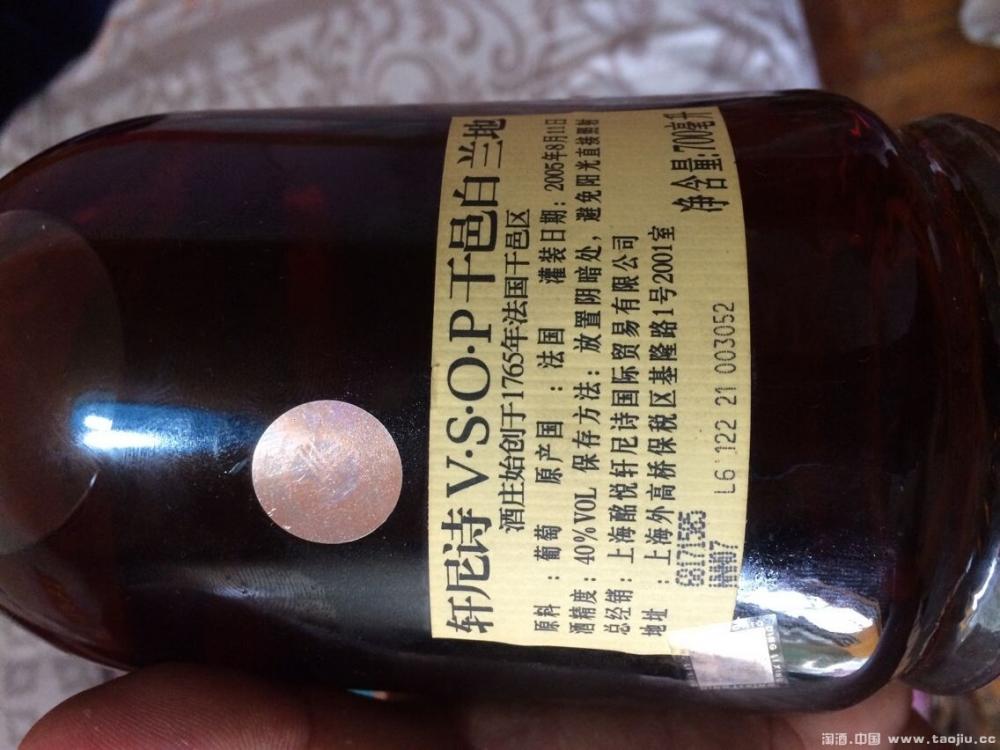 轩尼诗V·S·O·P干邑白兰地
酒庄始创于1765年法国干邑区
原料：葡萄 原产国：法国 灌装日期：2005年8月11日
酒精度：40%VOL 保存方法：放置阴暗处，避免阳光直接照射
总经销：上海酩悦轩尼诗国际贸易有限公司
地址：上海外高桥保税区基隆路1号2001室
净含量:700毫升
L6 122 21 003052
淘酒.中国 www.taojiu.cc